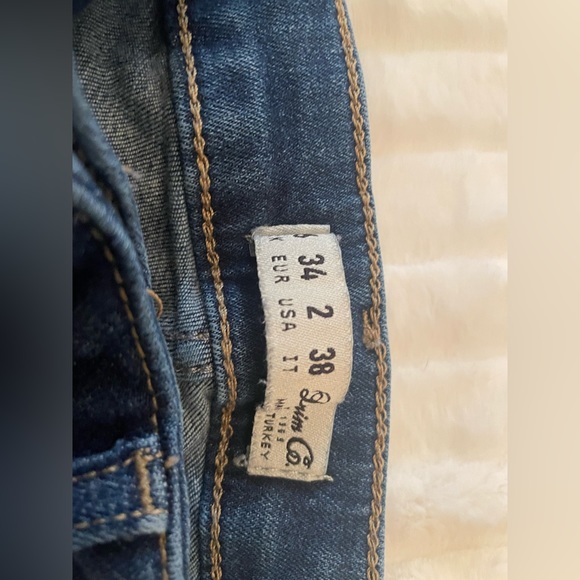 34 2 38
EUR USA IT
Denim Co.
TURKEY